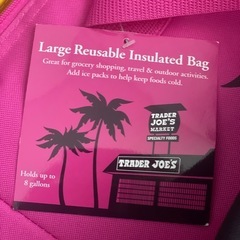 Large Reusable Insulated Bag
Great for grocery shopping, travel & outdoor activities.
Add ice packs to help keep foods cold.
TRADER
JOE'S
MARKET
SPECIALTY FOODS
TRADER JOE'S
Holds up to
8 gallons